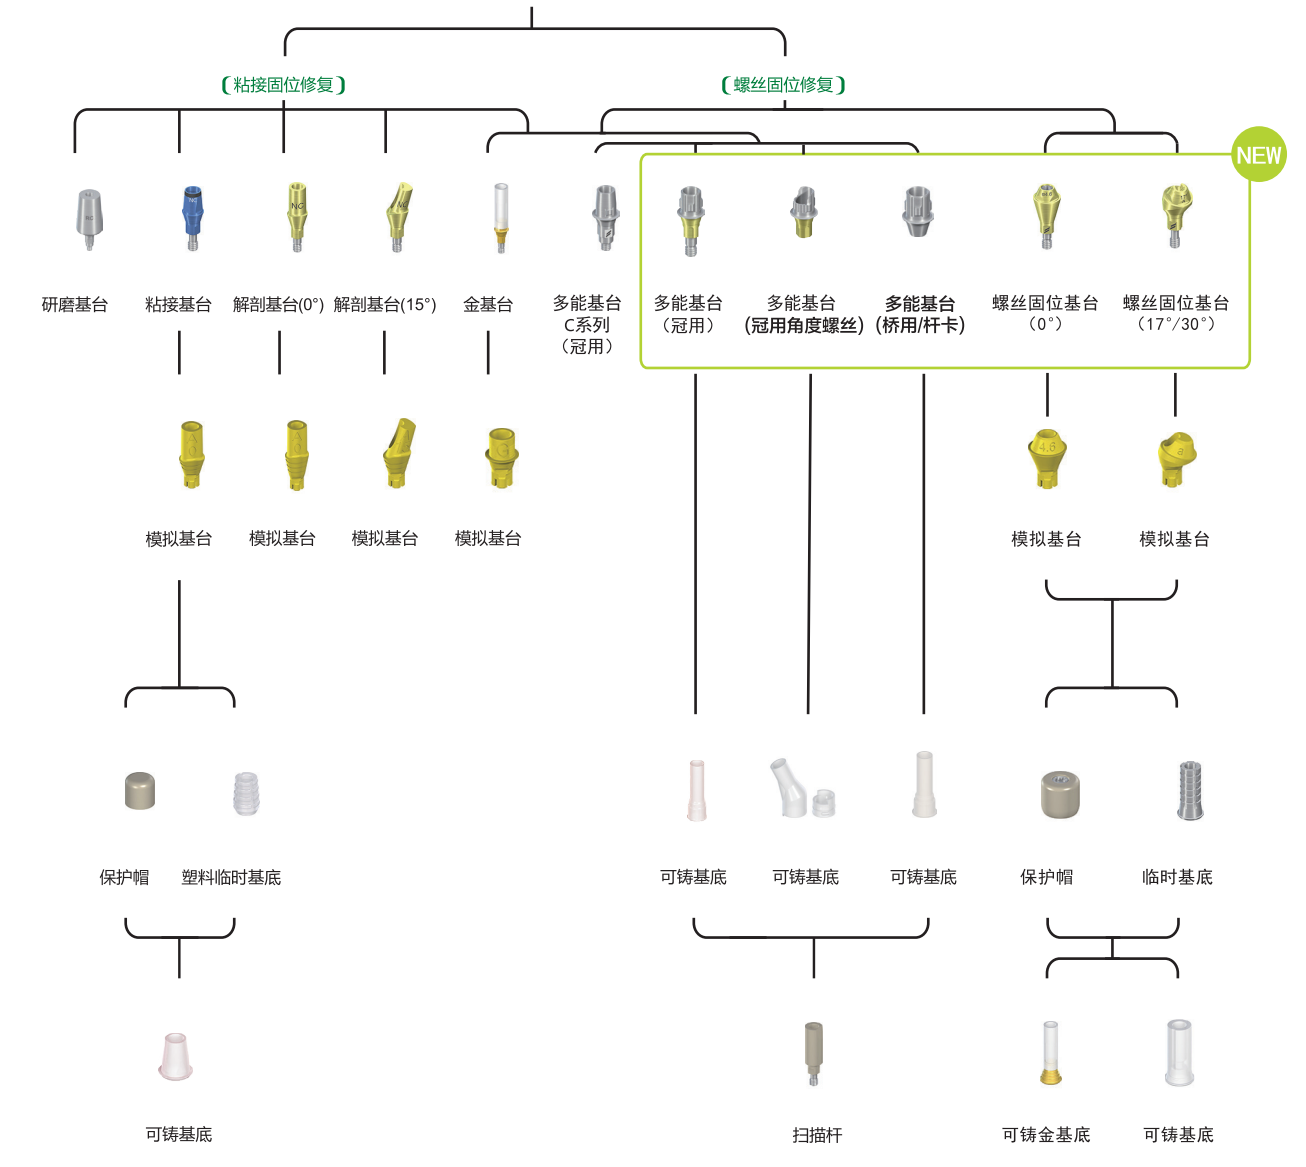 粘接固位修复
螺丝固位修复
NEW
研磨基台
粘接基台
解剖基台(0°)
解剖基台(15°)
金基台
多能基台
C系列
（冠用）
多能基台
（冠用）
多能基台
(冠用角度螺丝)
多能基台
(桥用/杆卡)
螺丝固位基台
（0°）
螺丝固位基台
（17°/30°）
模拟基台
模拟基台
模拟基台
模拟基台
模拟基台
模拟基台
保护帽
塑料临时基底
可铸基底
可铸基底
可铸基底
保护帽
临时基底
可铸基底
扫描杆
可铸金基底
可铸基底